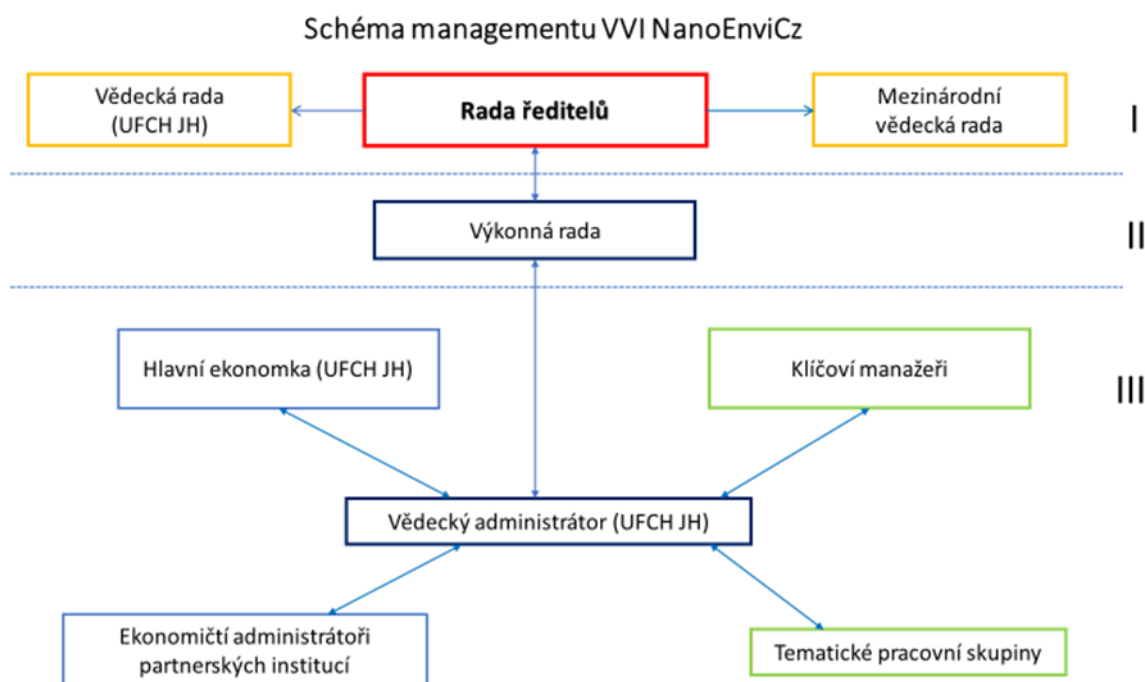 Schéma managementu VVI NanoEnviCz
Vědecká rada
(UFCH JH)
Rada ředitelů
Mezinárodní
vědecká rada
I
Výkonná rada
II
Hlavní ekonomka (UFCH JH)
Klíčoví manažeři
III
Vědecký administrátor (UFCH JH)
Ekonomičtí administrátoři
partnerských institucí
Tematické pracovní skupiny